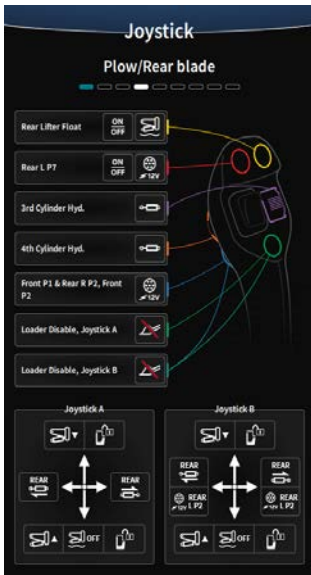 Joystick
Plow/Rear blade
Rear Lifter Float
ON
OFF
Rear L P7
ON
OFF
12V
3rd Cylinder Hyd.
4th Cylinder Hyd.
Front P1 & Rear R P2, Front
P2
12V
Loader Disable, Joystick A
Loader Disable, Joystick B
Joystick A
REAR
REAR
OFF
Joystick B
REAR
REAR
12V
REAR
L P2
12V
REAR
L P2
OFF